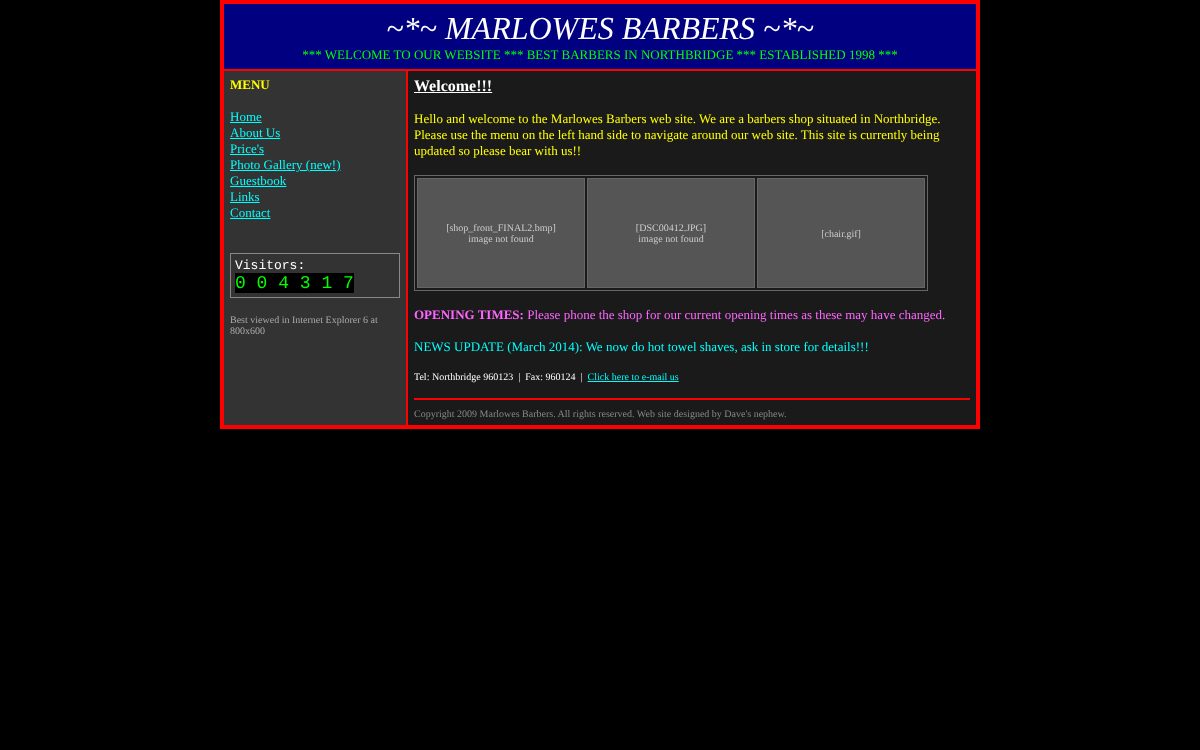 ~*~ MARLOWES BARBERS ~*~
*** WELCOME TO OUR WEBSITE *** BEST BARBERS IN NORTHBRIDGE *** ESTABLISHED 1998 ***
MENU
Home
About Us
Price's
Photo Gallery (new!)
Guestbook
Links
Contact
Visitors:
0 0 4 3 1 7
Best viewed in Internet Explorer 6 at
800x600
Welcome!!!
Hello and welcome to the Marlowes Barbers web site. We are a barbers shop situated in Northbridge.
Please use the menu on the left hand side to navigate around our web site. This site is currently being
updated so please bear with us!!
[shop_front_FINAL2.bmp]
image not found
[DSC00412.JPG]
image not found
[chair.gif]
OPENING TIMES: Please phone the shop for our current opening times as these may have changed.
NEWS UPDATE (March 2014): We now do hot towel shaves, ask in store for details!!!
Tel: Northbridge 960123 | Fax: 960124 | Click here to e-mail us
Copyright 2009 Marlowes Barbers. All rights reserved. Web site designed by Dave's nephew.